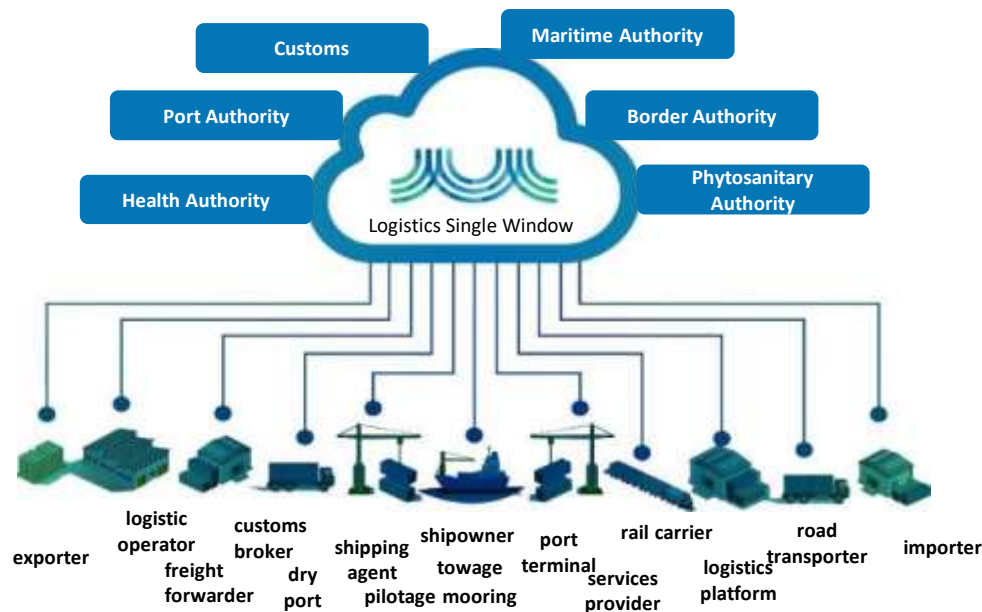 Customs
Maritime Authority
Port Authority
Border Authority
Health Authority
Phytosanitary
Authority
Logistics Single Window
exporter
logistic
operator
freight
forwarder
customs
broker
dry
port
shipping
agent
shipowner
towage
pilotage mooring
port
terminal
services
provider
rail carrier
logistics
platform
road
transporter
importer